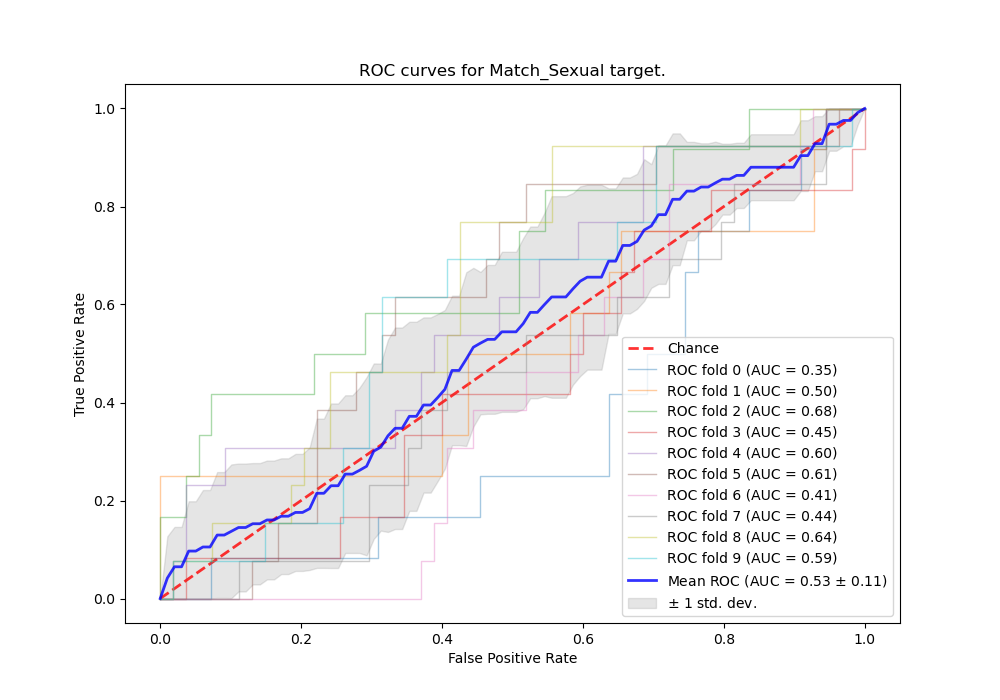 ROC curves for Match_Sexual target.
True Positive Rate
1.0
0.8
0.6
0.4
0.2
0.0
Chance
ROC fold 0 (AUC = 0.35)
ROC fold 1 (AUC = 0.50)
ROC fold 2 (AUC = 0.68)
ROC fold 3 (AUC = 0.45)
ROC fold 4 (AUC = 0.60)
ROC fold 5 (AUC = 0.61)
ROC fold 6 (AUC = 0.41)
ROC fold 7 (AUC = 0.44)
ROC fold 8 (AUC = 0.64)
ROC fold 9 (AUC = 0.59)
Mean ROC (AUC = 0.53 ± 0.11)
± 1 std. dev.
0.0 0.2 0.4 0.6 0.8 1.0
False Positive Rate